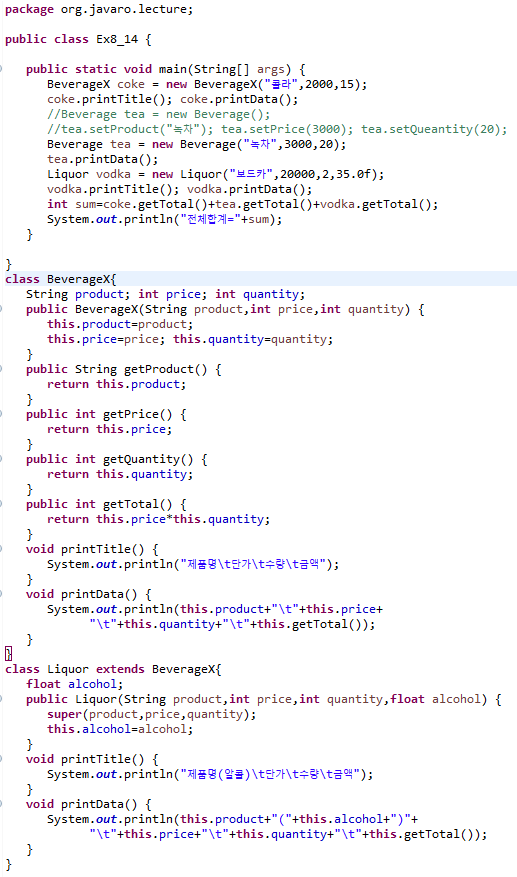 package org.javaro.lecture;
public class Ex8_14 {
public static void main(String[] args) {
BeverageX coke = new BeverageX("콜라",2000,15);
coke.printTitle(); coke.printData();
//Beverage tea = new Beverage();
//tea.setProduct("녹차"); tea.setPrice(3000); tea.setQueantity(20);
Beverage tea = new Beverage("녹차",3000,20);
tea.printData();
Liquor vodka = new Liquor("보드카",20000,2,35.0f);
vodka.printTitle(); vodka.printData();
int sum=coke.getTotal()+tea.getTotal()+vodka.getTotal();
System.out.println("전체합계="+sum);
}
}
class BeverageX{
String product; int price; int quantity;
public BeverageX(String product,int price,int quantity) {
this.product=product;
this.price=price; this.quantity=quantity;
}
public String getProduct() {
return this.product;
}
public int getPrice() {
return this.price;
}
public int getQuantity() {
return this.quantity;
}
public int getTotal() {
return this.price*this.quantity;
}
void printTitle() {
System.out.println("제품명\t단가\t수량\t금액");
}
void printData() {
System.out.println(this.product+"\t"+this.price+
"\t"+this.quantity+"\t"+this.getTotal());
}
}
class Liquor extends BeverageX{
float alcohol;
public Liquor(String product,int price,int quantity,float alcohol) {
super(product,price,quantity);
this.alcohol=alcohol;
}
void printTitle() {
System.out.println("제품명(알콜)\t단가\t수량\t금액");
}
void printData() {
System.out.println(this.product+"("+this.alcohol+")"+
"\t"+this.price+"\t"+this.quantity+"\t"+this.getTotal());
}
}